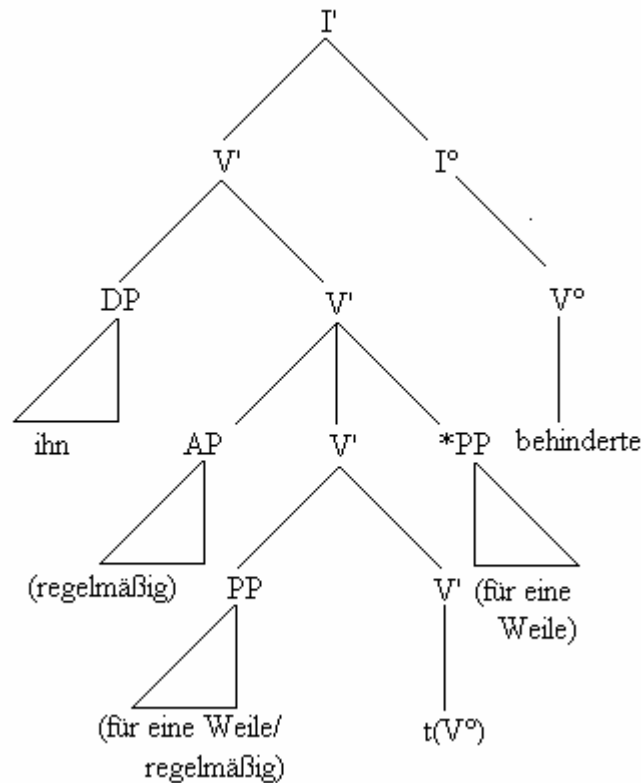 I'
V' I°
DP V' V°
ihn AP V' *PP behinderte
(regelmäßig) PP V' (für eine
Weile)
(für eine Weile/ t(V°)
regelmäßig)